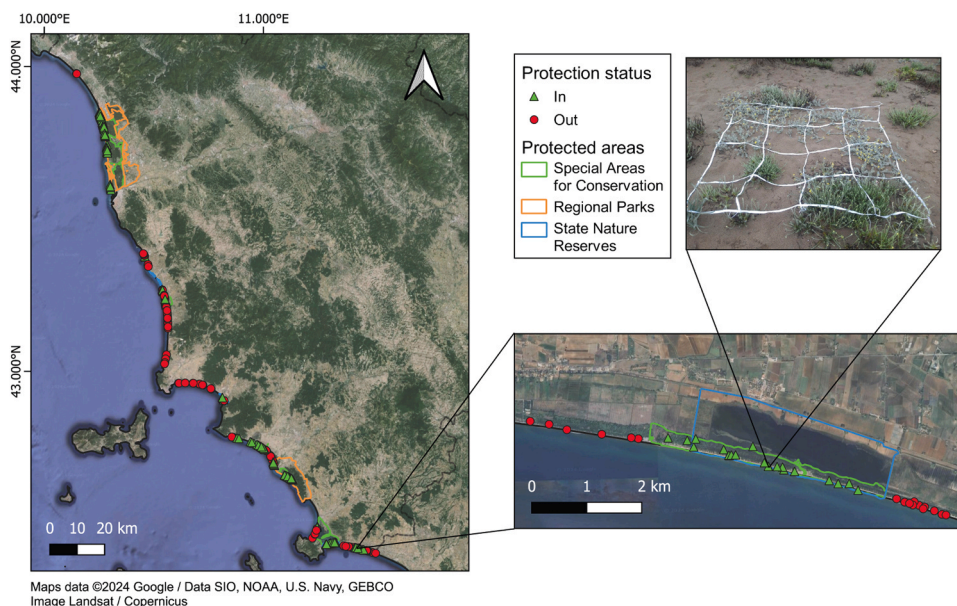 10.000°E
11.000°E
44.000°N
43.000°N
0 10 20 km
Protection status
In
Out
Protected areas
Special Areas
for Conservation
Regional Parks
State Nature
Reserves
0 1 2 km
Maps data ©2024 Google / Data SIO, NOAA, U.S. Navy, GEBCO
Image Landsat / Copernicus